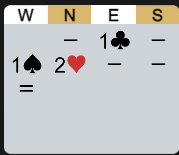 W N E S
– 1♣ –
1♠ 2♥ – –
=